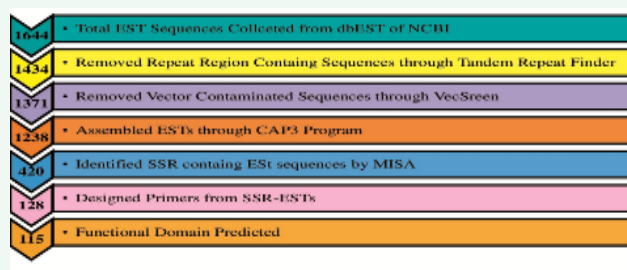 1644 • Total EST Sequences Collceted from dbEST of NCBI
1434 • Removed Repeat Region Containg Sequences through Tandem Repeat Finder
1371 • Removed Vector Contaminated Sequences through VecSreen
1238 • Assembled ESTs through CAP3 Program
420 • Identified SSR containg ESt sequences by MISA
128 • Designed Primers from SSR-ESTs
115 • Functional Domain Predicted